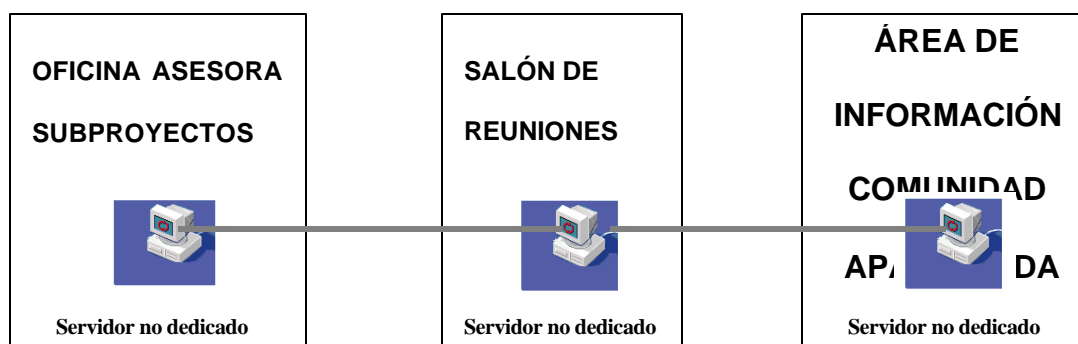 OFICINA ASESORA
SUBPROYECTOS
Servidor no dedicado
SALÓN DE
REUNIONES
Servidor no dedicado
ÁREA DE
INFORMACIÓN
COMUNIDAD
Servidor no dedicado